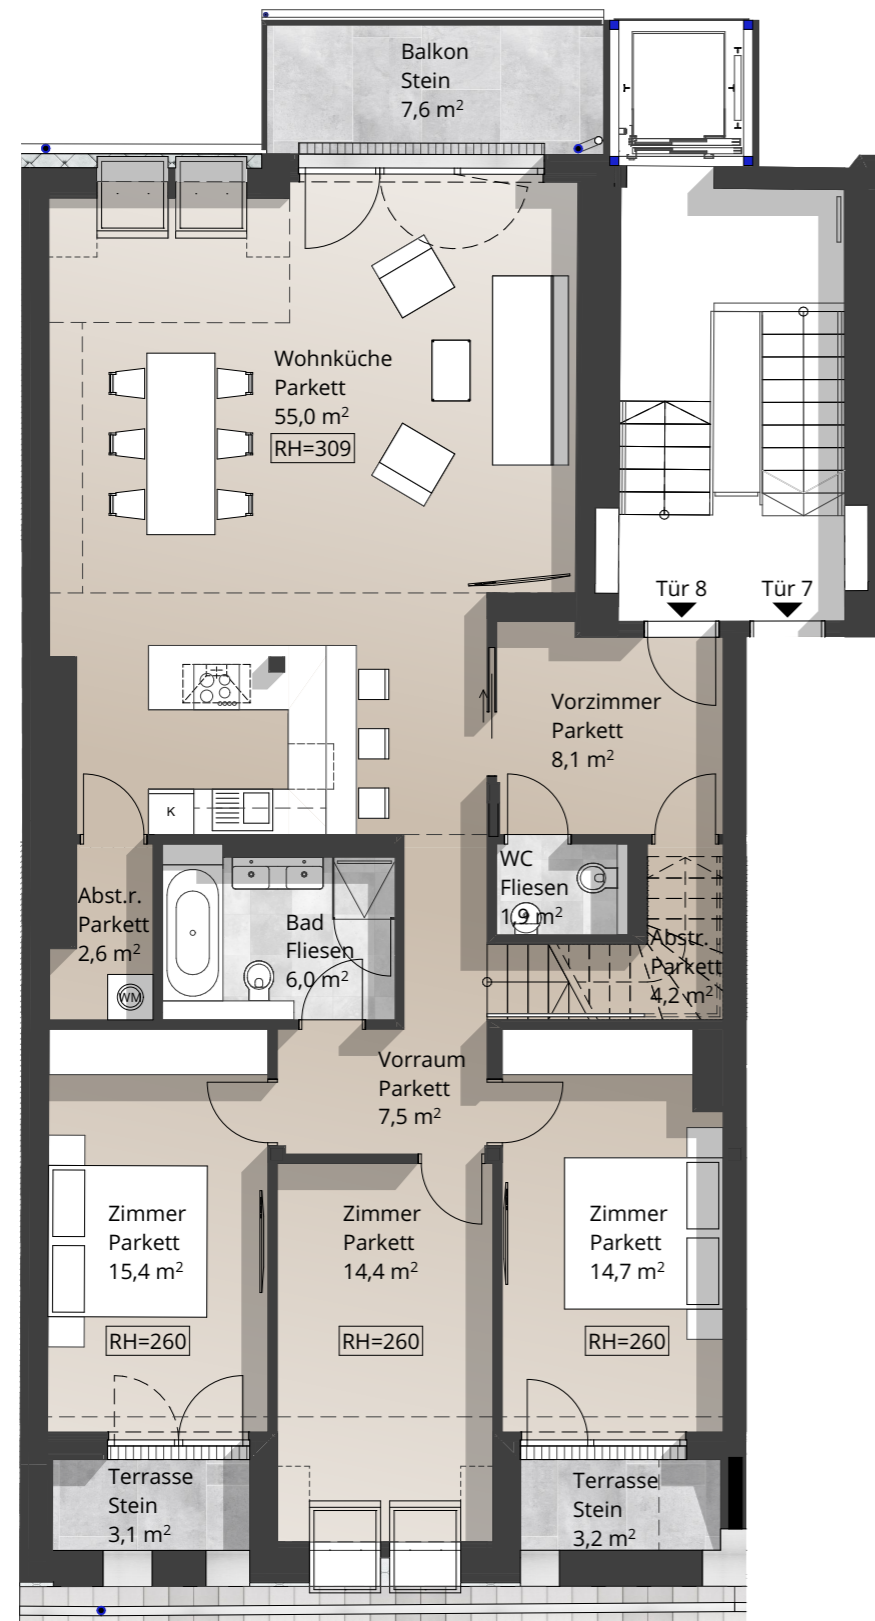 Balkon
Stein
7,6 m²
Wohnküche
Parkett
55,0 m²
RH=309
Tür 8
Tür 7
Vorzimmer
Parkett
8,1 m²
K
WC
Fliesen
1,9 m²
Abst.r.
Parkett
2,6 m²
WM
Bad
Fliesen
6,0 m²
Abstr.
Parkett
4,2 m²
Vorraum
Parkett
7,5 m²
Zimmer
Parkett
15,4 m²
RH=260
Zimmer
Parkett
14,4 m²
RH=260
Zimmer
Parkett
14,7 m²
RH=260
Terrasse
Stein
3,1 m²
Terrasse
Stein
3,2 m²